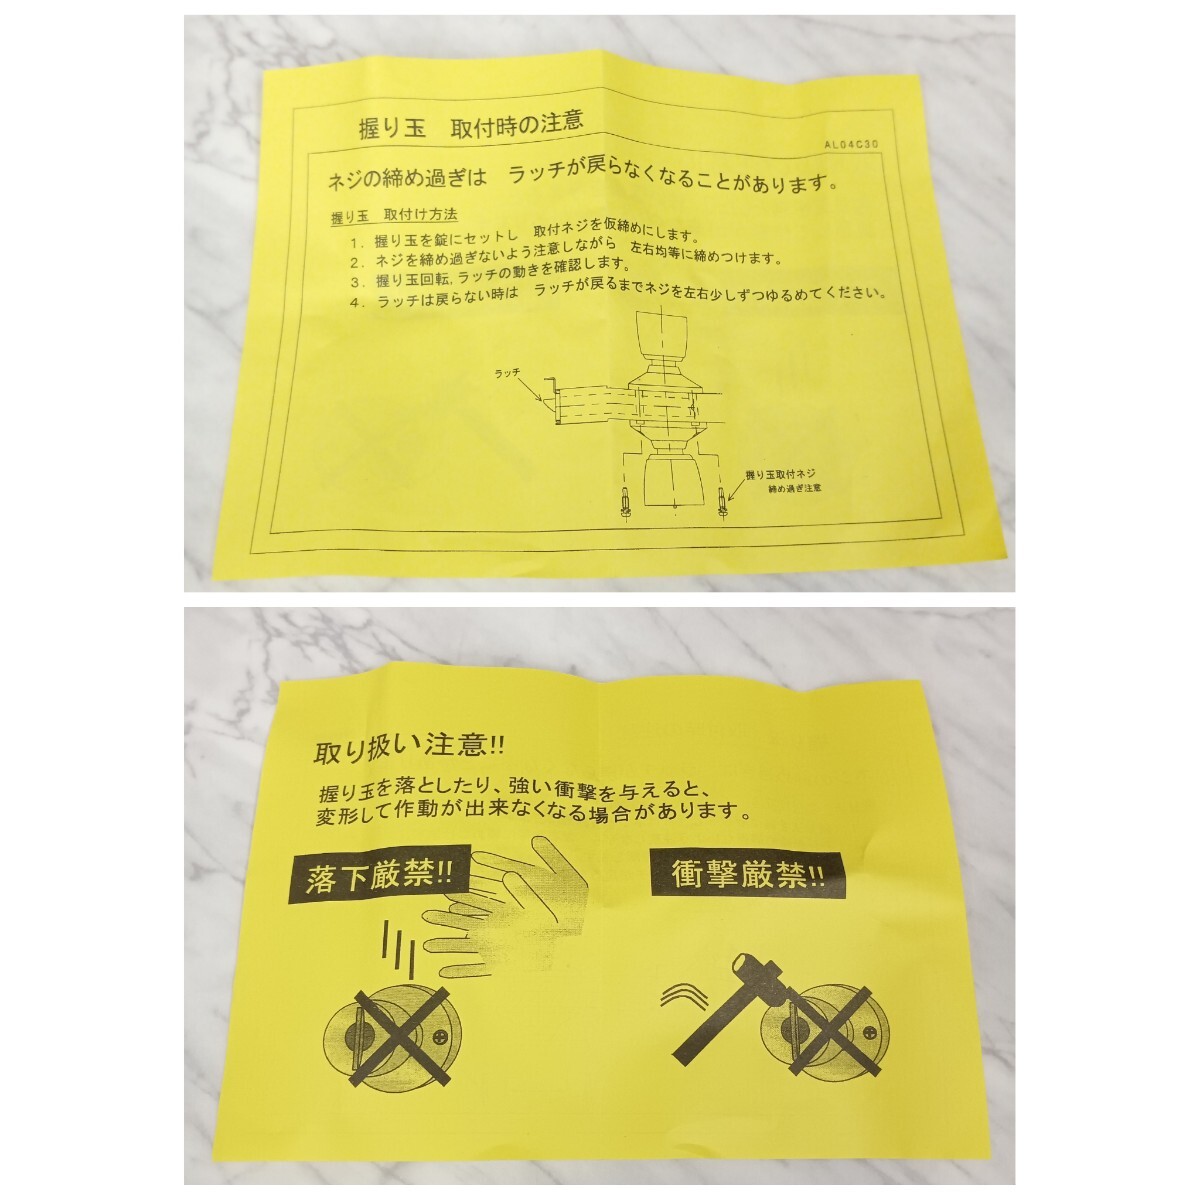 握り玉　取付時の注意
AL04C30
ネジの締め過ぎは　ラッチが戻らなくなることがあります。
握り玉　取付け方法
1. 握り玉を錠にセットし　取付ネジを仮締めにします。
2. ネジを締め過ぎないよう注意しながら　左右均等に締めつけます。
3. 握り玉回転,ラッチの動きを確認します。
4. ラッチは戻らない時は　ラッチが戻るまでネジを左右少しずつゆるめてください。
ラッチ
握り玉取付ネジ
締め過ぎ注意
取り扱い注意!!
握り玉を落としたり、強い衝撃を与えると、
変形して作動が出来なくなる場合があります。
落下厳禁!!
衝撃厳禁!!